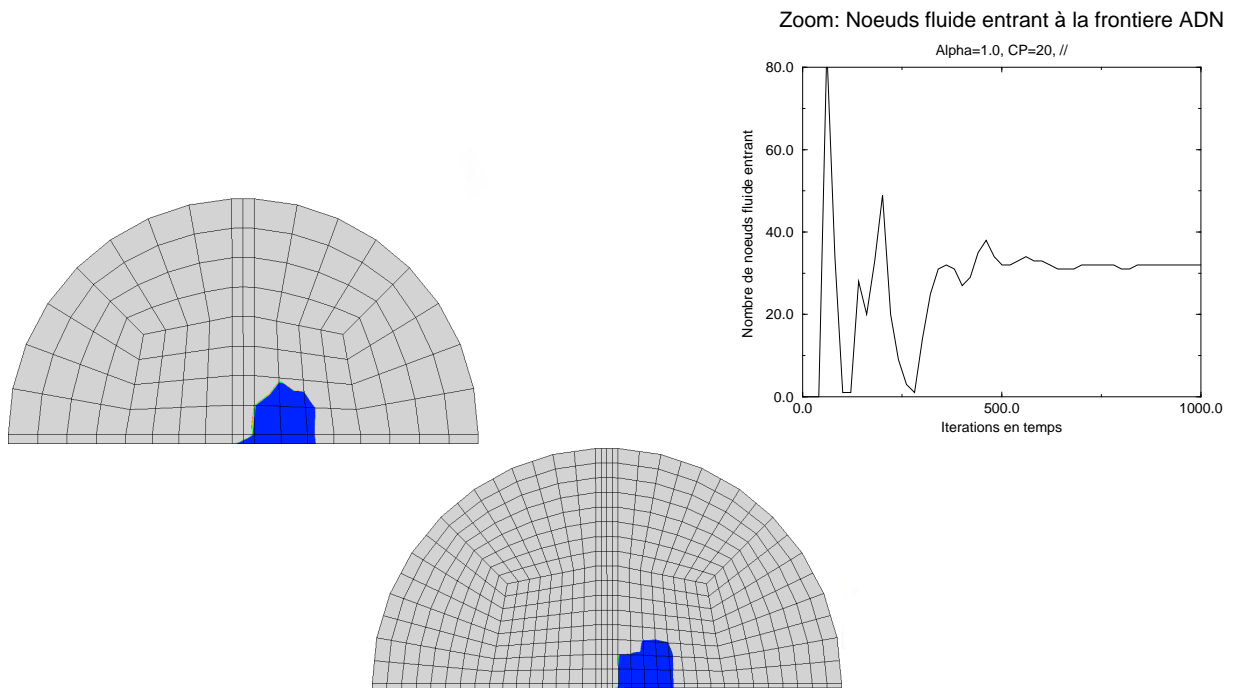 Zoom: Noeuds fluide entrant à la frontiere ADN
Alpha=1.0, CP=20, //
80.0
60.0
40.0
20.0
0.0
Nombre de noeuds fluide entrant
0.0 500.0 1000.0
Iterations en temps